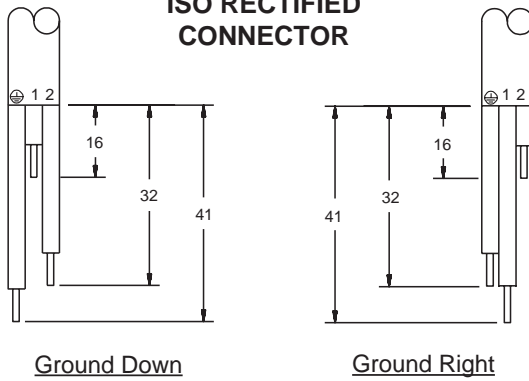 ISO RECTIFIED
CONNECTOR
⏚ 1 2
16
32
41
Ground Down
⏚ 1 2
16
32
41
Ground Right